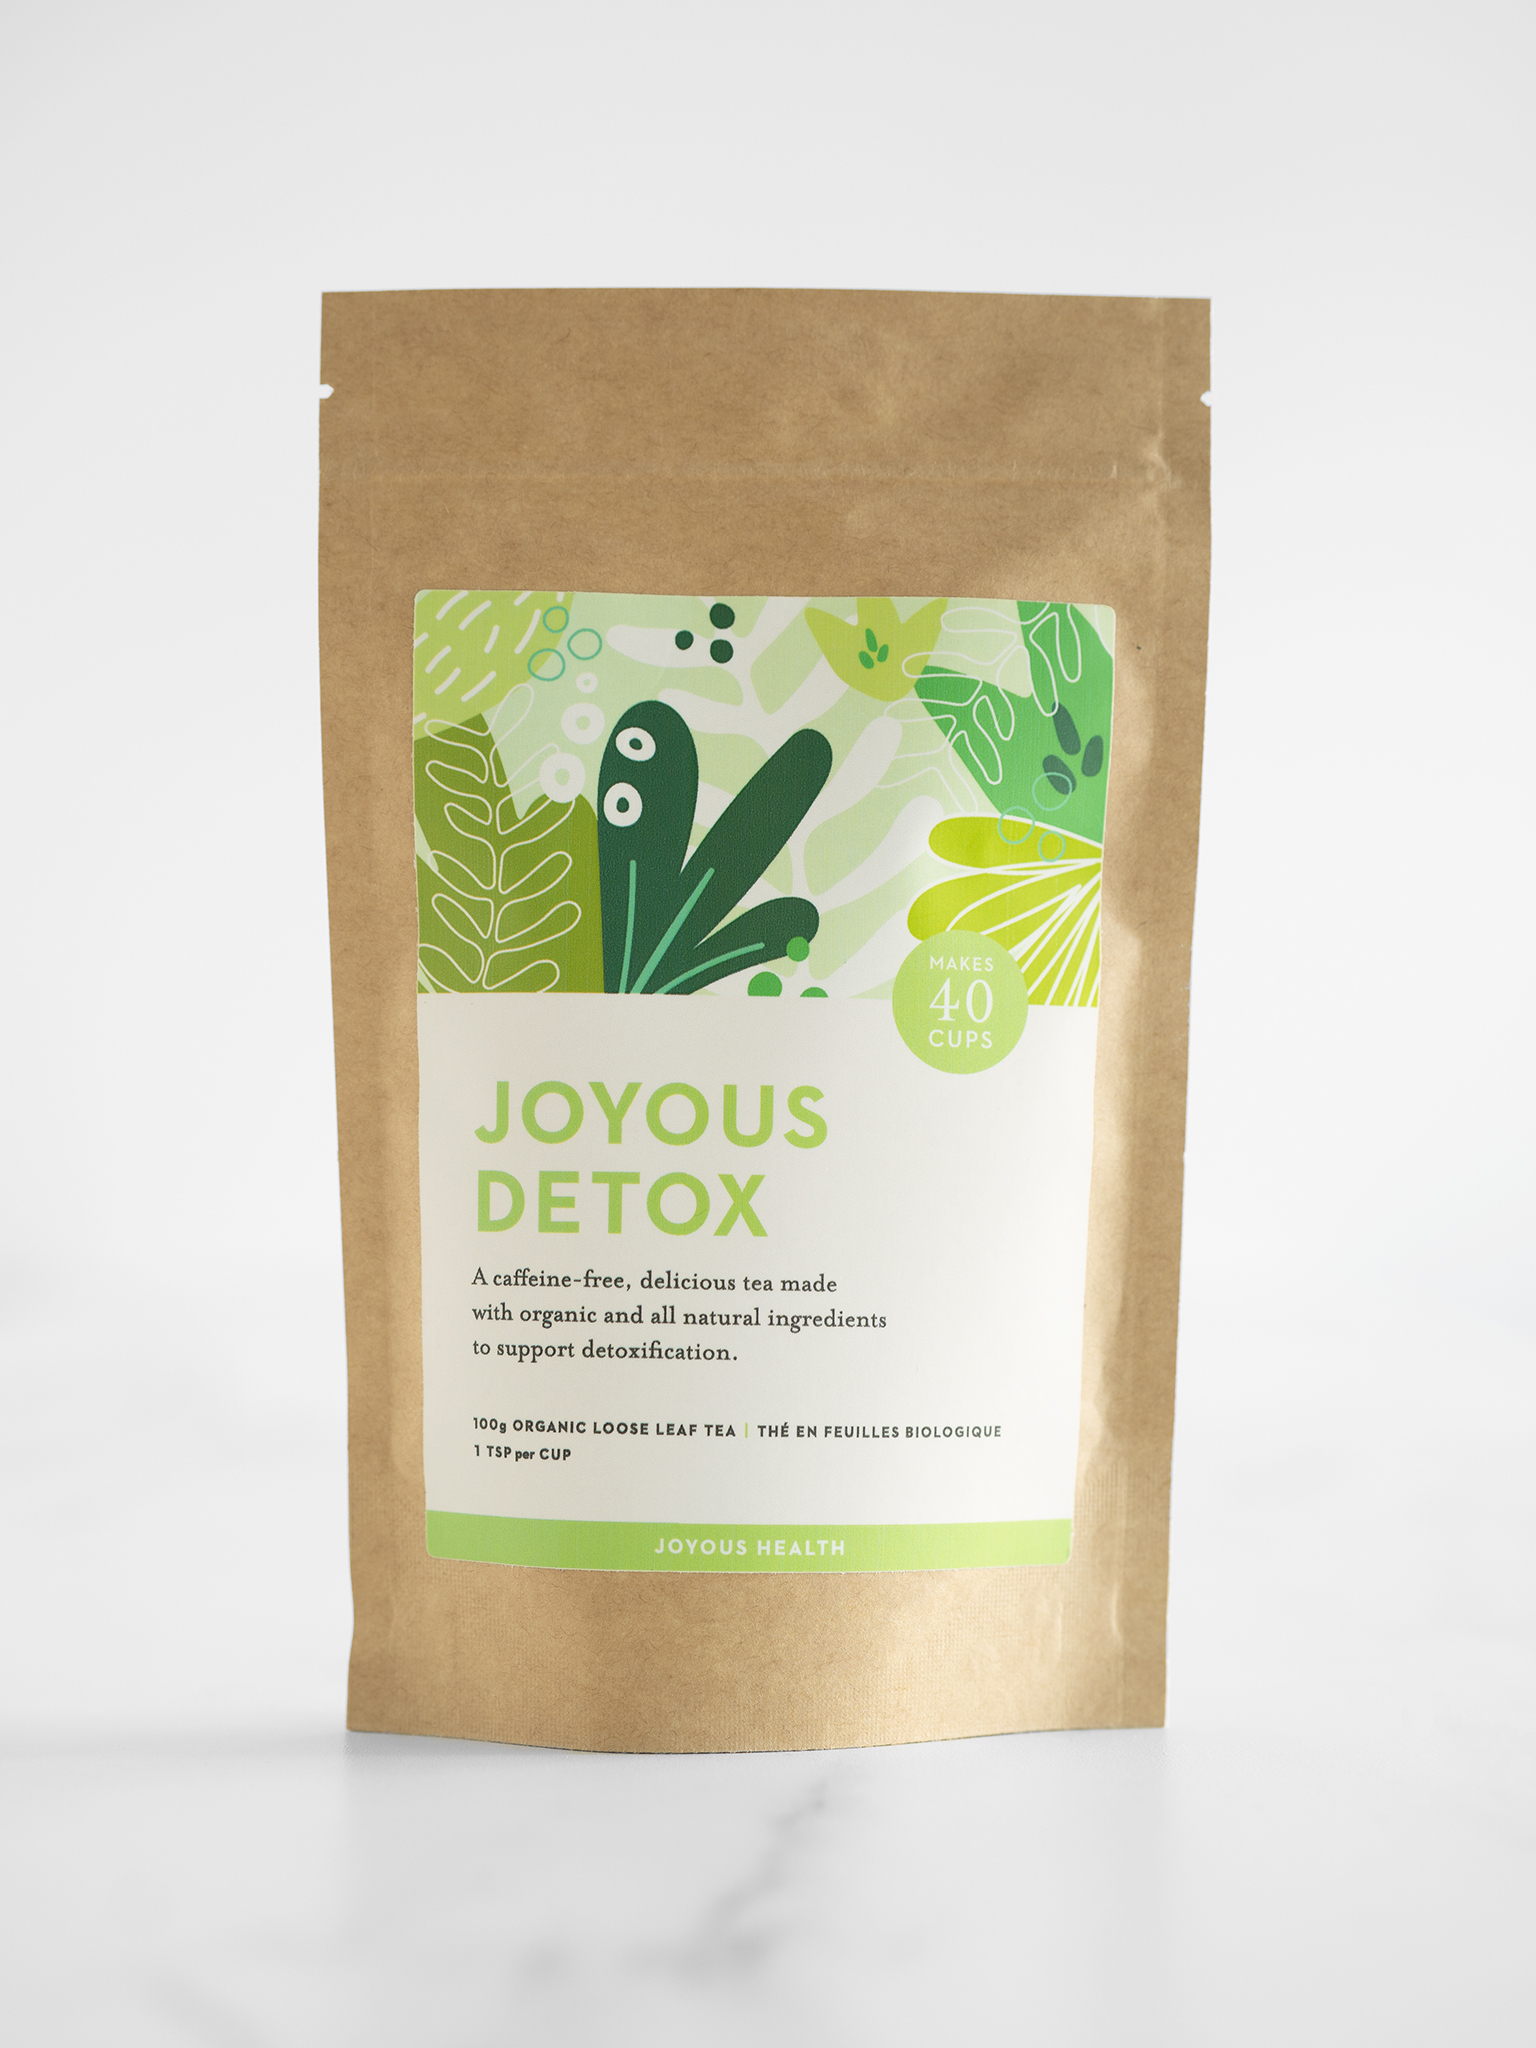 MAKES
40
CUPS
JOYOUS
DETOX
A caffeine-free, delicious tea made
with organic and all natural ingredients
to support detoxification.
100g ORGANIC LOOSE LEAF TEA | THÉ EN FEUILLES BIOLOGIQUE
1 TSP per CUP
JOYOUS HEALTH